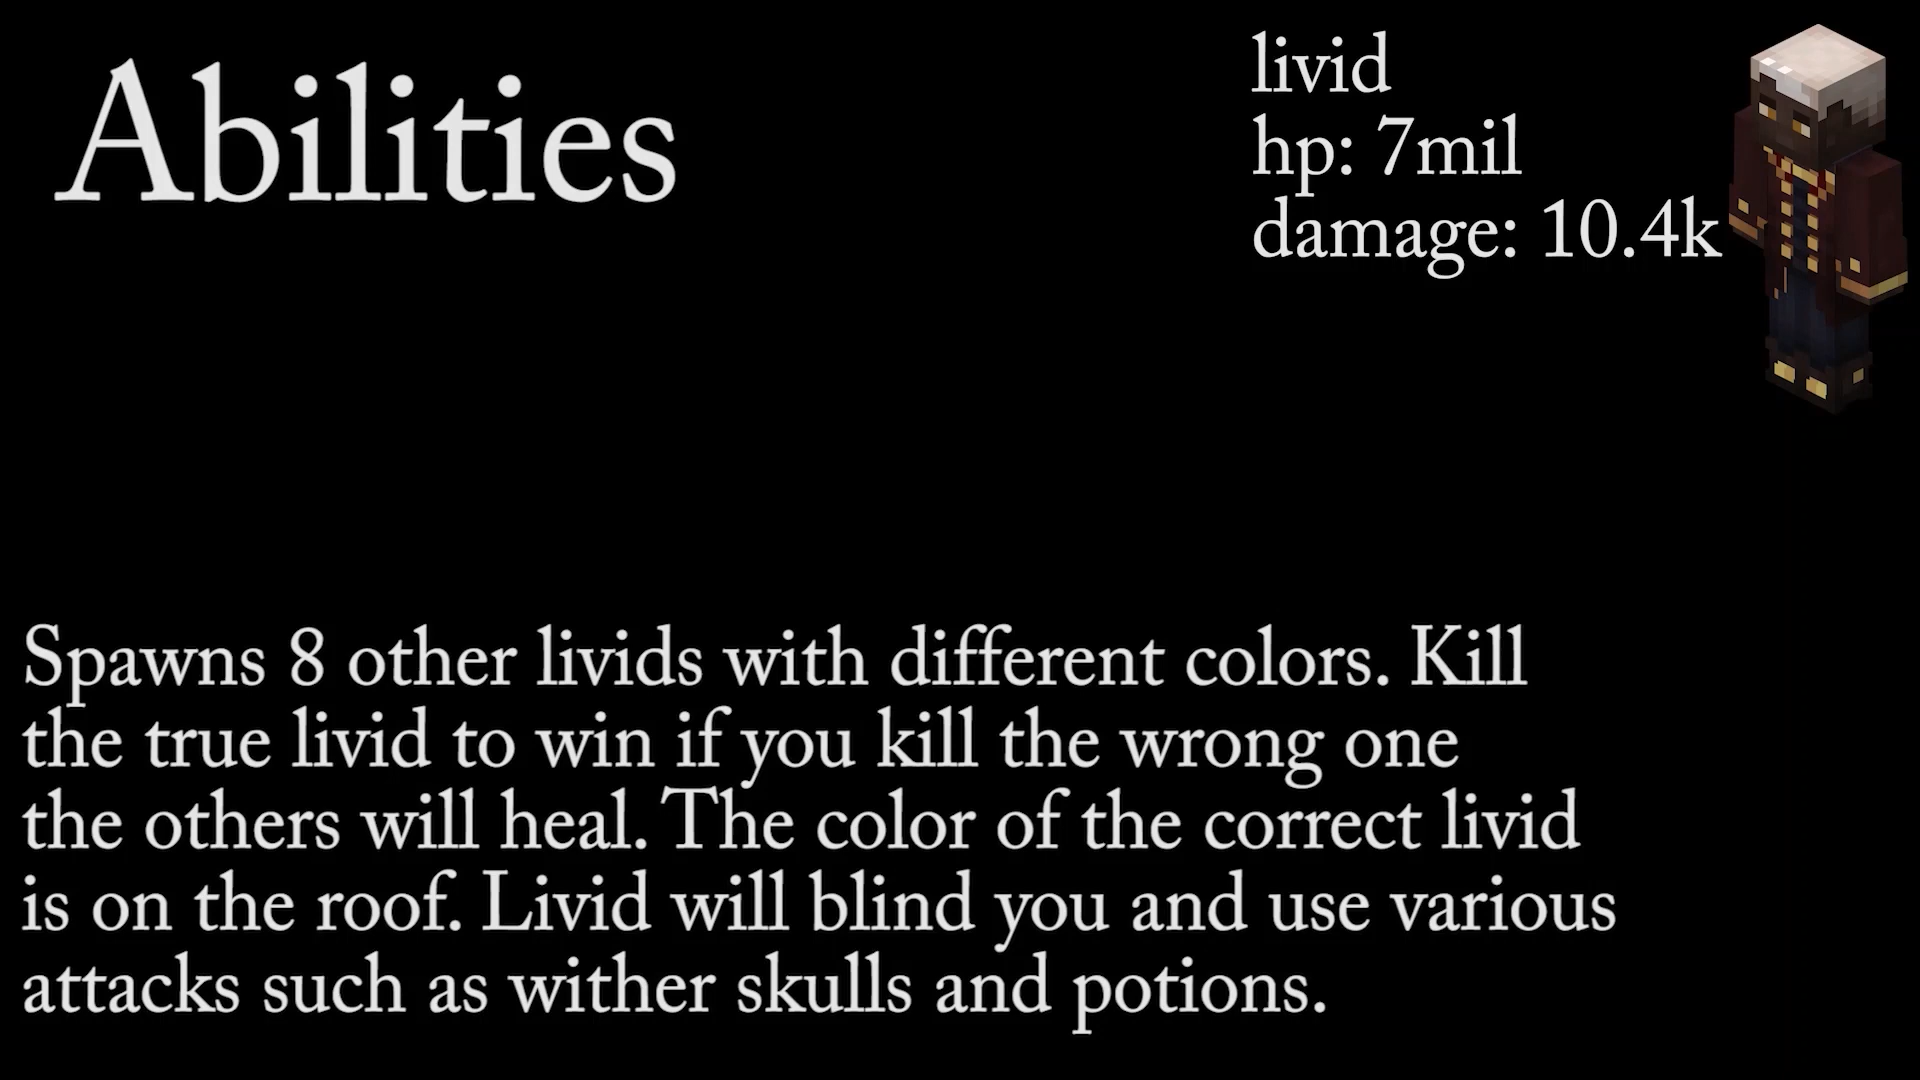 Abilities
livid
hp: 7mil
damage: 10.4k
Spawns 8 other livids with different colors. Kill
the true livid to win if you kill the wrong one
the others will heal. The color of the correct livid
is on the roof. Livid will blind you and use various
attacks such as wither skulls and potions.